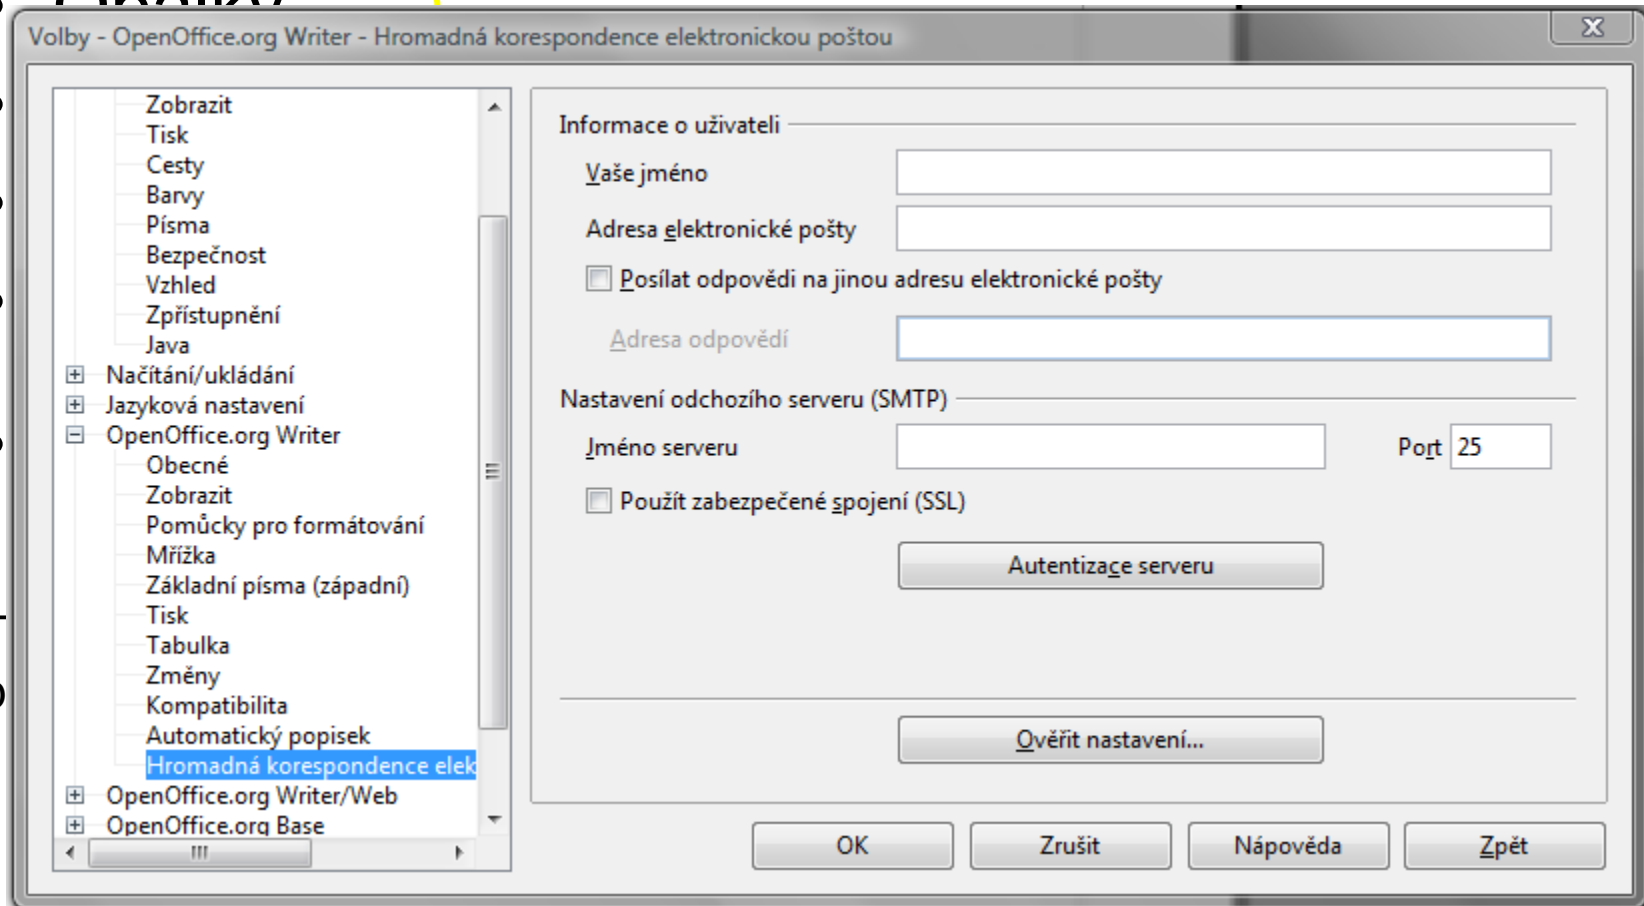 Volby - OpenOffice.org Writer - Hromadná korespondence elektronickou poštou
Zobrazit
Tisk
Cesty
Barvy
Písma
Bezpečnost
Vzhled
Zpřístupnění
Java
Načítání/ukládání
Jazyková nastavení
OpenOffice.org Writer
Obecné
Zobrazit
Pomůcky pro formátování
Mřížka
Základní písma (západní)
Tisk
Tabulka
Změny
Kompatibilita
Automatický popisek
Hromadná korespondence elek
OpenOffice.org Writer/Web
OpenOffice.org Base
Informace o uživateli
Vaše jméno
Adresa elektronické pošty
Posílat odpovědi na jinou adresu elektronické pošty
Adresa odpovědí
Nastavení odchozího serveru (SMTP)
Jméno serveru
Port 25
Použít zabezpečené spojení (SSL)
Autentizace serveru
Ověřit nastavení...
OK
Zrušit
Nápověda
Zpět